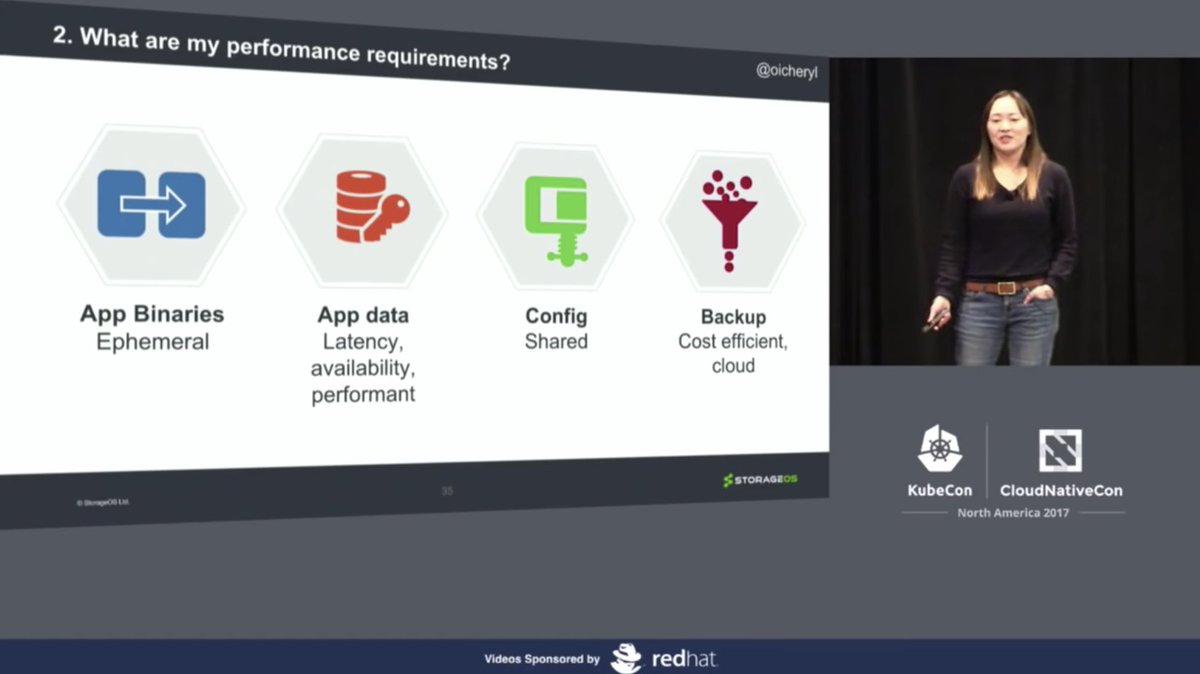 2. What are my performance requirements?
@oicheryl
App Binaries
Ephemeral
App data
Latency,
availability,
performant
Config
Shared
Backup
Cost efficient,
cloud
© StorageOS Ltd.
35
STORAGEOS
KubeCon
CloudNativeCon
North America 2017
Videos Sponsored by
redhat.